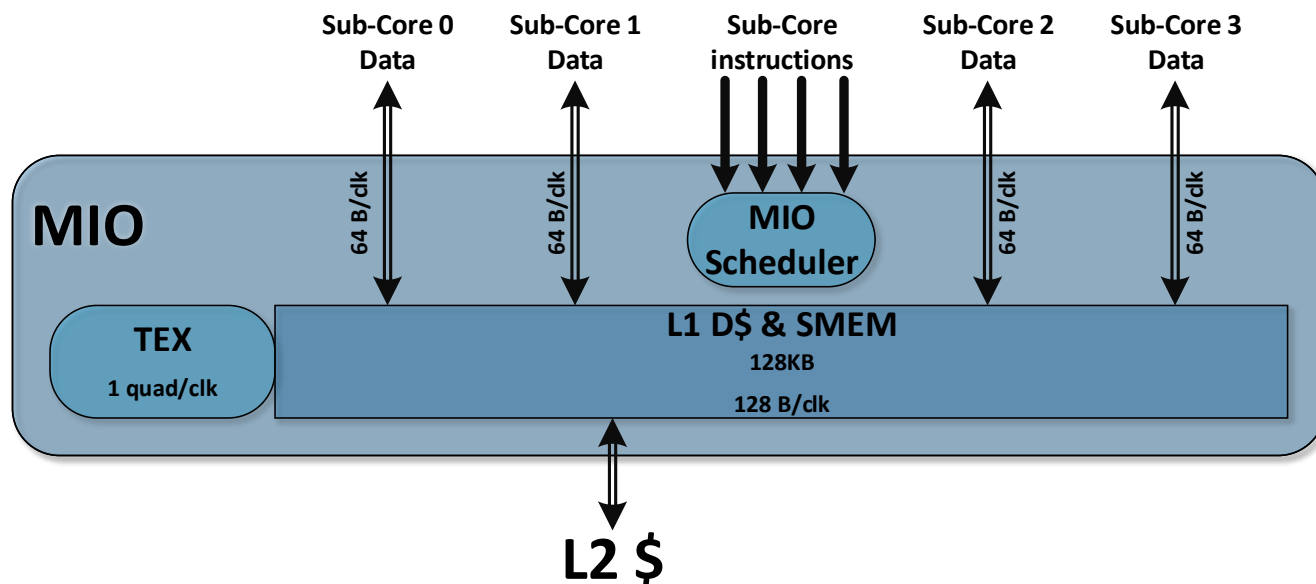 Sub-Core 0
Data
Sub-Core 1
Data
Sub-Core
instructions
Sub-Core 2
Data
Sub-Core 3
Data
MIO
64 B/clk
64 B/clk
MIO
Scheduler
64 B/clk
64 B/clk
TEX
1 quad/clk
L1 D$ & SMEM
128KB
128 B/clk
L2 $